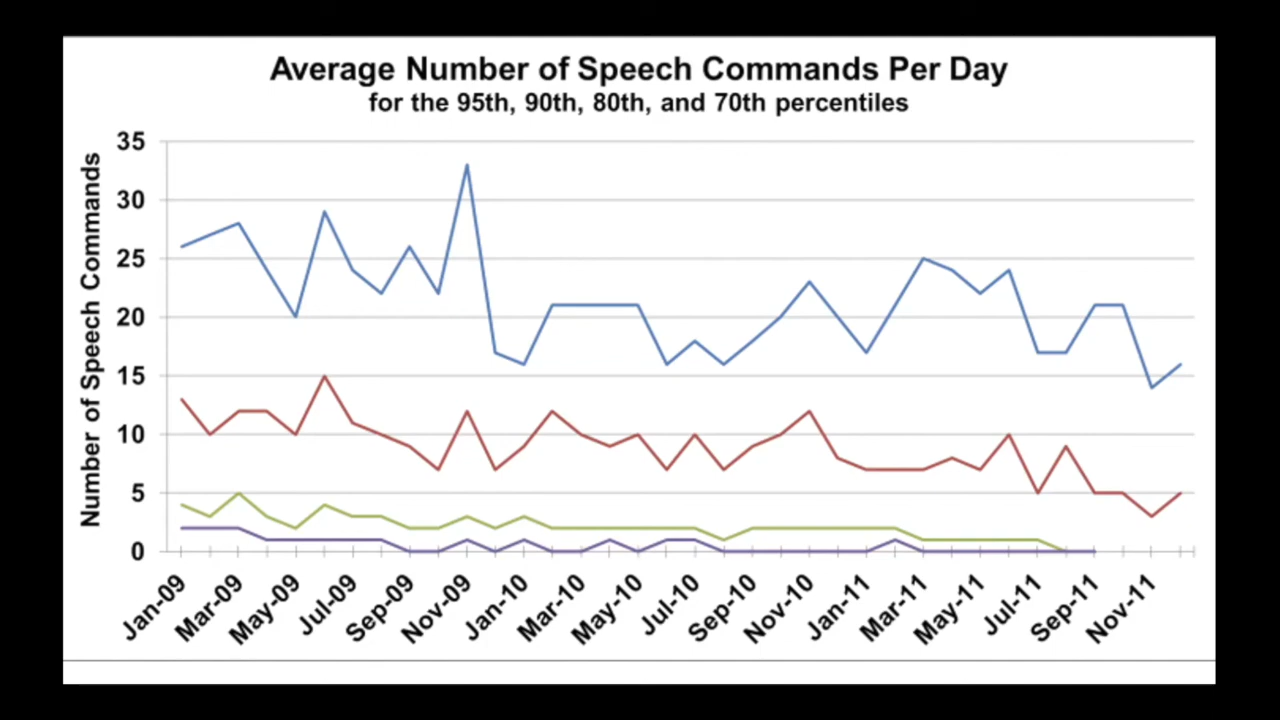 Average Number of Speech Commands Per Day
for the 95th, 90th, 80th, and 70th percentiles
Number of Speech Commands
35
30
25
20
15
10
5
0
Jan-09
Mar-09
May-09
Jul-09
Sep-09
Nov-09
Jan-10
Mar-10
May-10
Jul-10
Sep-10
Nov-10
Jan-11
Mar-11
May-11
Jul-11
Sep-11
Nov-11